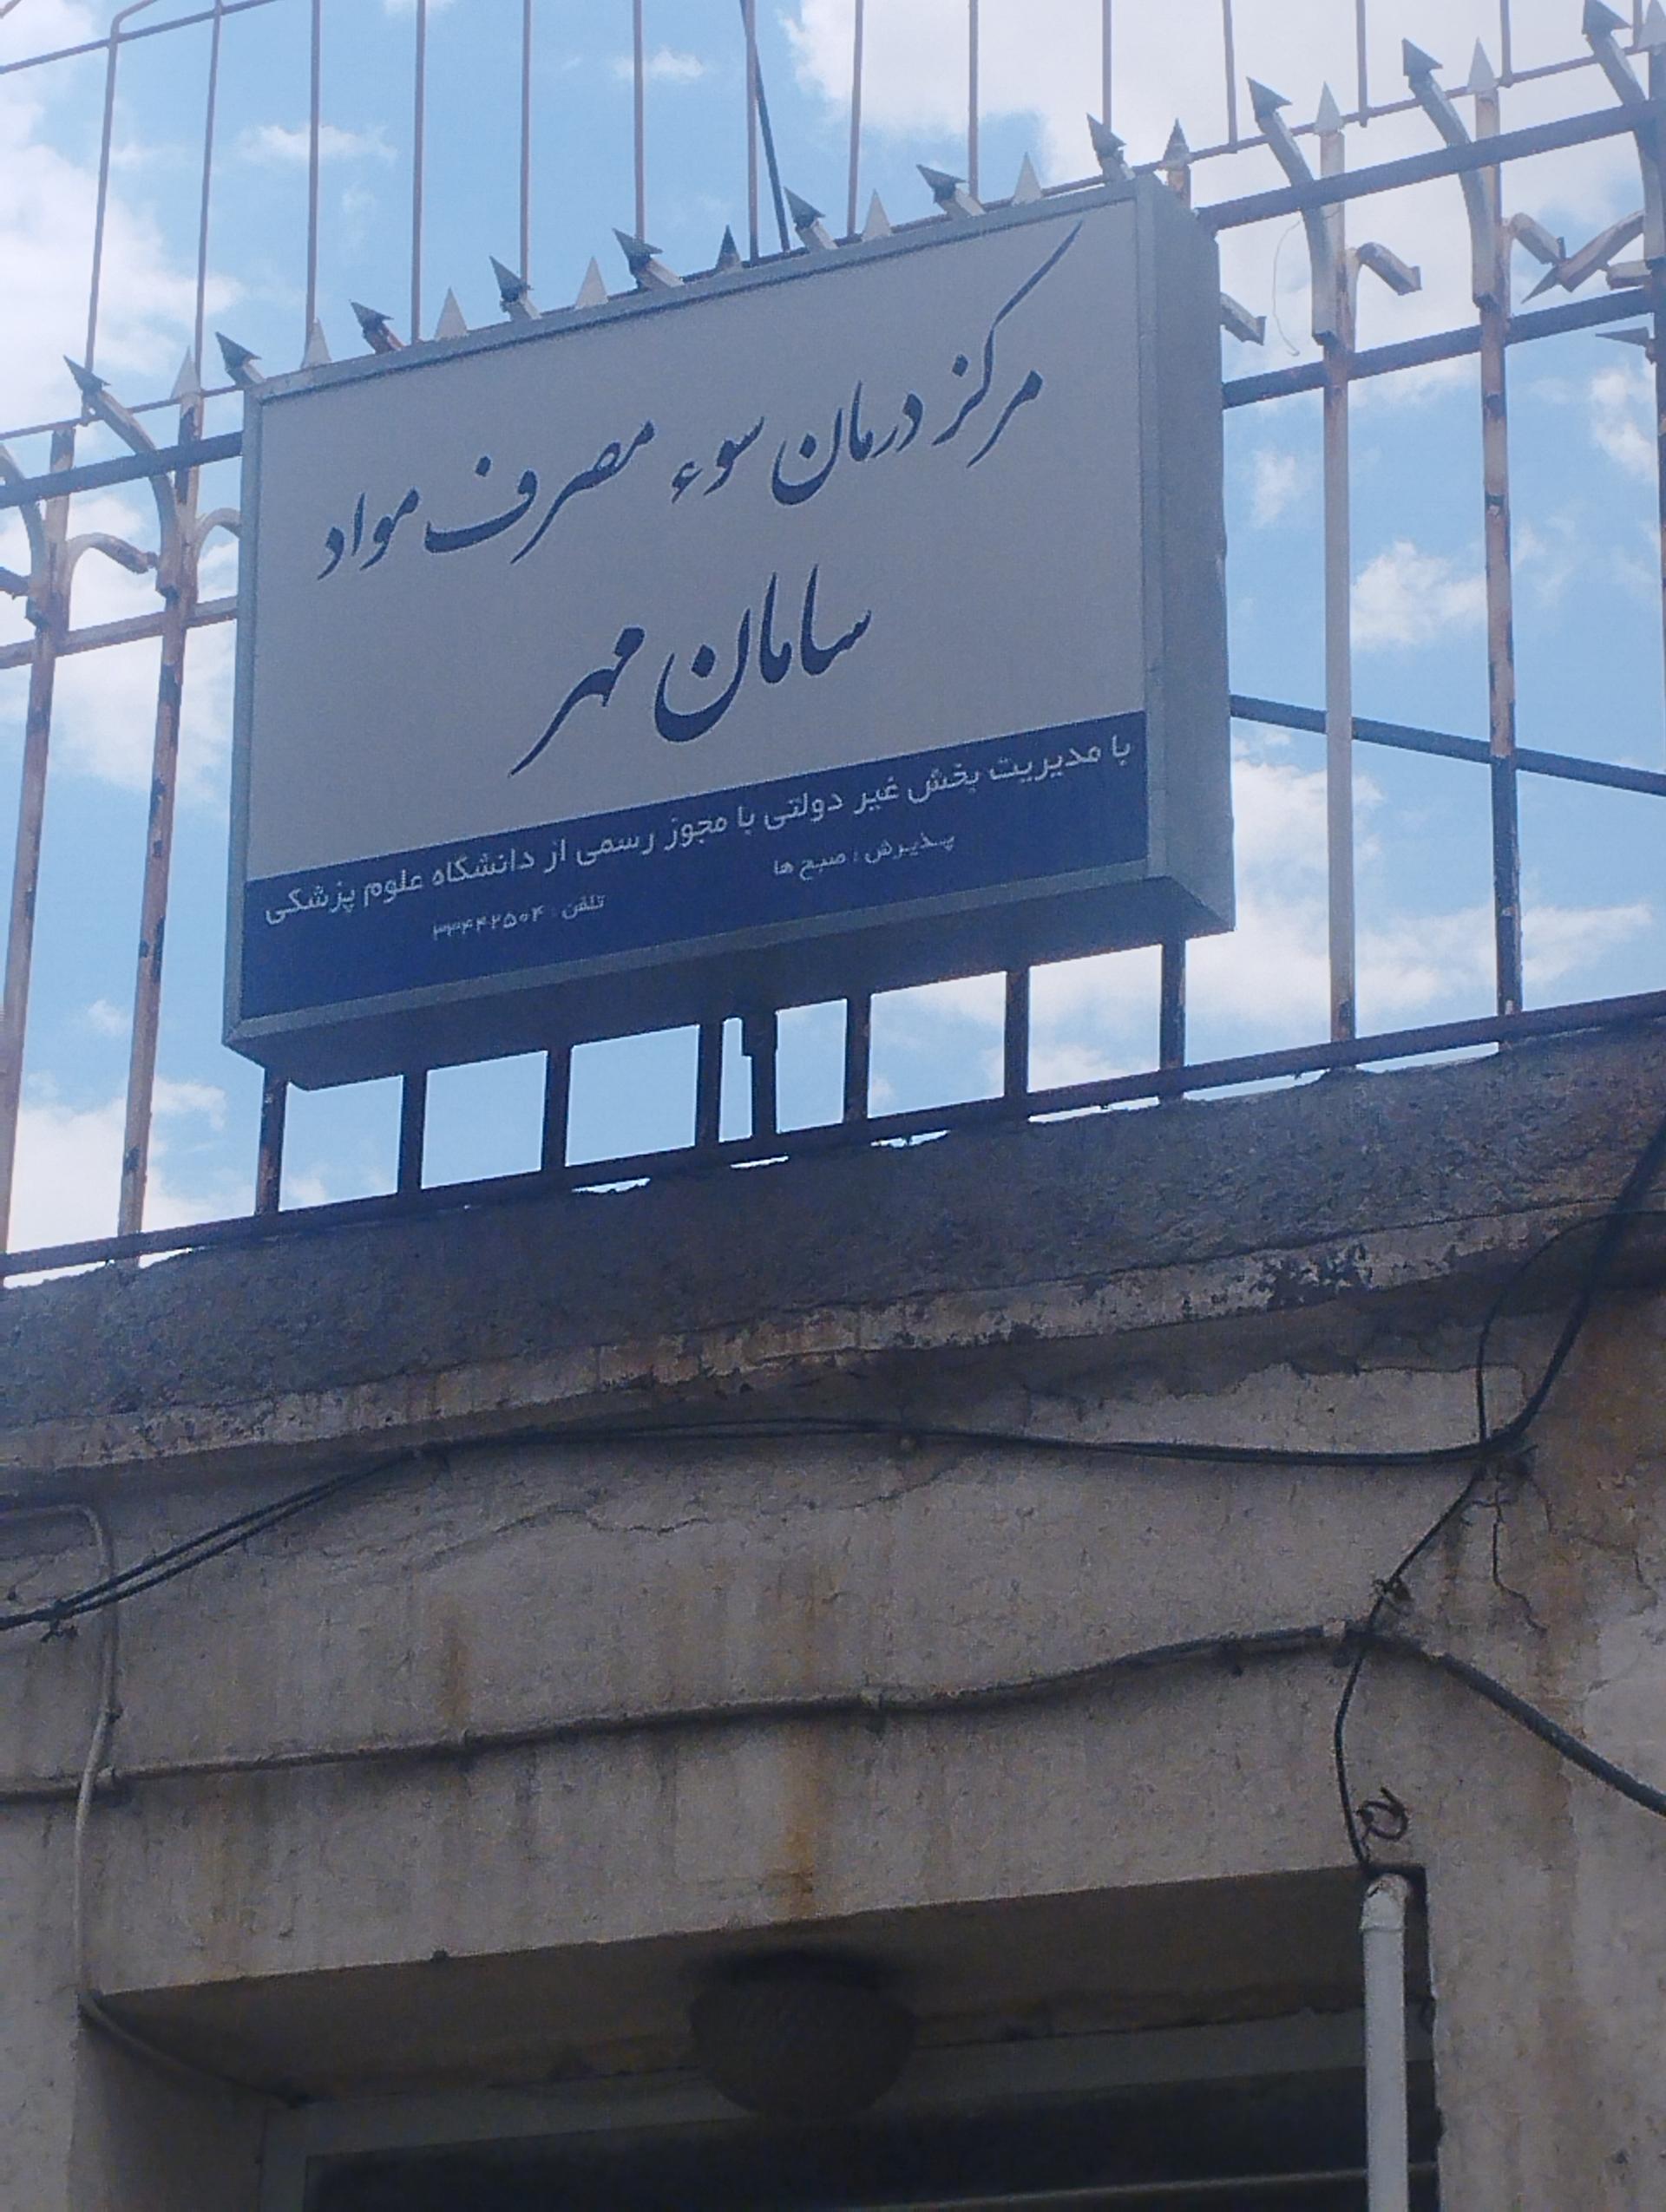 مرکز درمان سوء مصرف مواد
سامان مهر
با مدیریت بخش غیر دولتی با مجوز رسمی از دانشگاه علوم پزشکی
پذیرش : صبح ها
تلفن : ۳۳۴۴۲۵۰۴